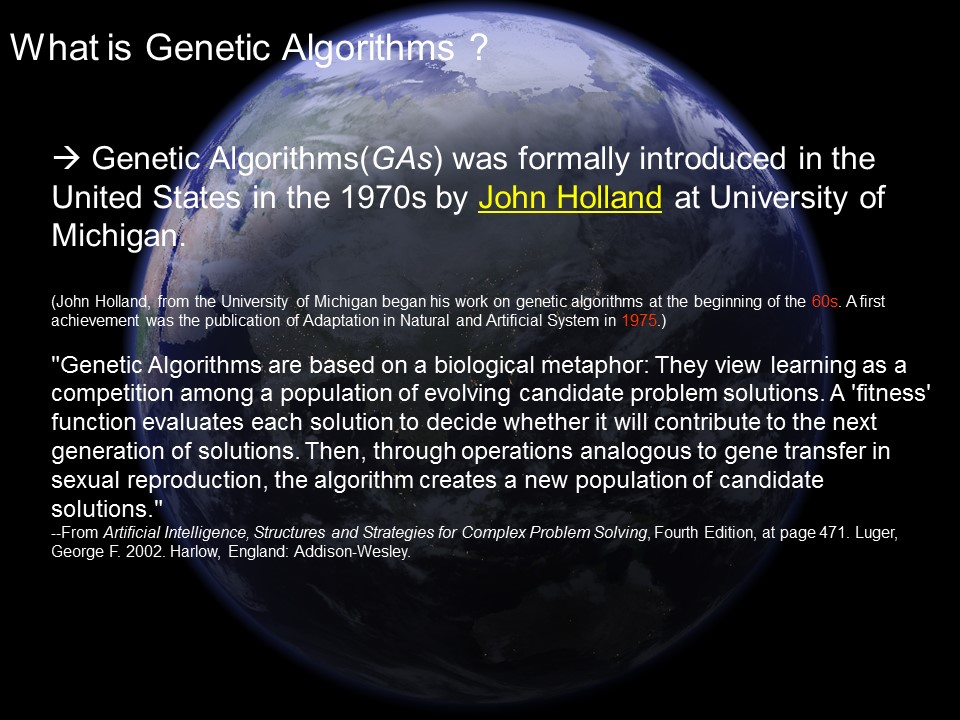 What is Genetic Algorithms ?
→ Genetic Algorithms(GAs) was formally introduced in the
United States in the 1970s by John Holland at University of
Michigan.
(John Holland, from the University of Michigan began his work on genetic algorithms at the beginning of the 60s. A first
achievement was the publication of Adaptation in Natural and Artificial System in 1975.)
"Genetic Algorithms are based on a biological metaphor: They view learning as a
competition among a population of evolving candidate problem solutions. A 'fitness'
function evaluates each solution to decide whether it will contribute to the next
generation of solutions. Then, through operations analogous to gene transfer in
sexual reproduction, the algorithm creates a new population of candidate
solutions."
--From Artificial Intelligence, Structures and Strategies for Complex Problem Solving, Fourth Edition, at page 471. Luger,
George F. 2002. Harlow, England: Addison-Wesley.